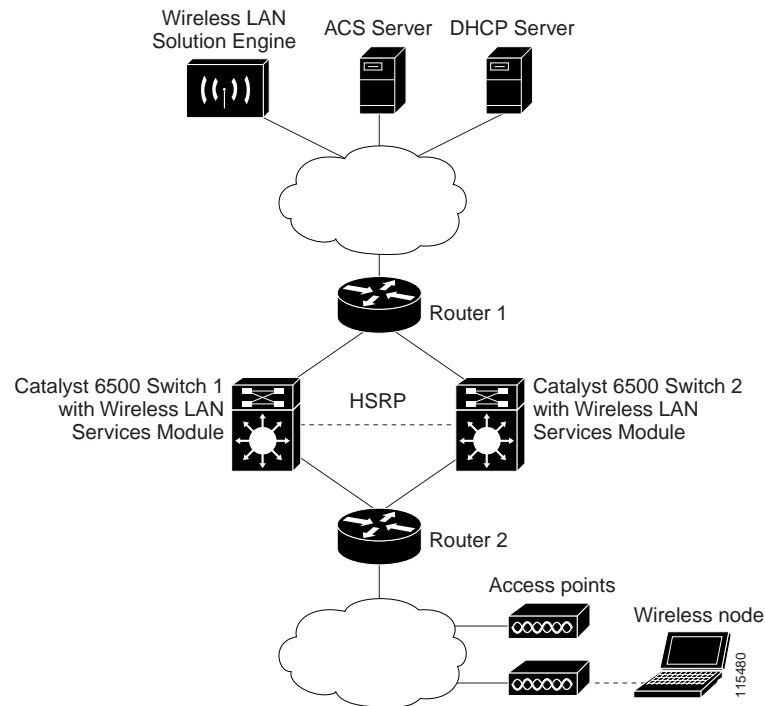 Wireless LAN
Solution Engine
ACS Server
DHCP Server
Router 1
Catalyst 6500 Switch 1
with Wireless LAN
Services Module
HSRP
Catalyst 6500 Switch 2
with Wireless LAN
Services Module
Router 2
Access points
Wireless node
115480